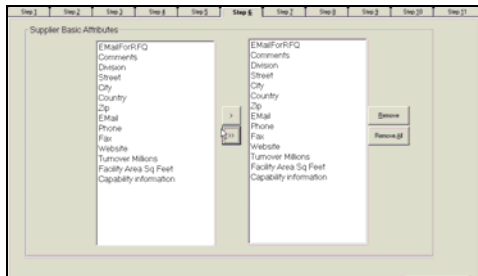 Step 1 Step 2 Step 3 Step 4 Step 5 Step 6 Step 7 Step 8 Step 9 Step 10 Step 11
Supplier Basic Attributes
EMailForRFQ
Comments
Division
Street
City
Country
Zip
EMail
Phone
Fax
Website
Turnover Millions
Facility Area Sq Feet
Capability information
>
>>
EMailForRFQ
Comments
Division
Street
City
Country
Zip
EMail
Phone
Fax
Website
Turnover Millions
Facility Area Sq Feet
Capability information
Remove
Remove All